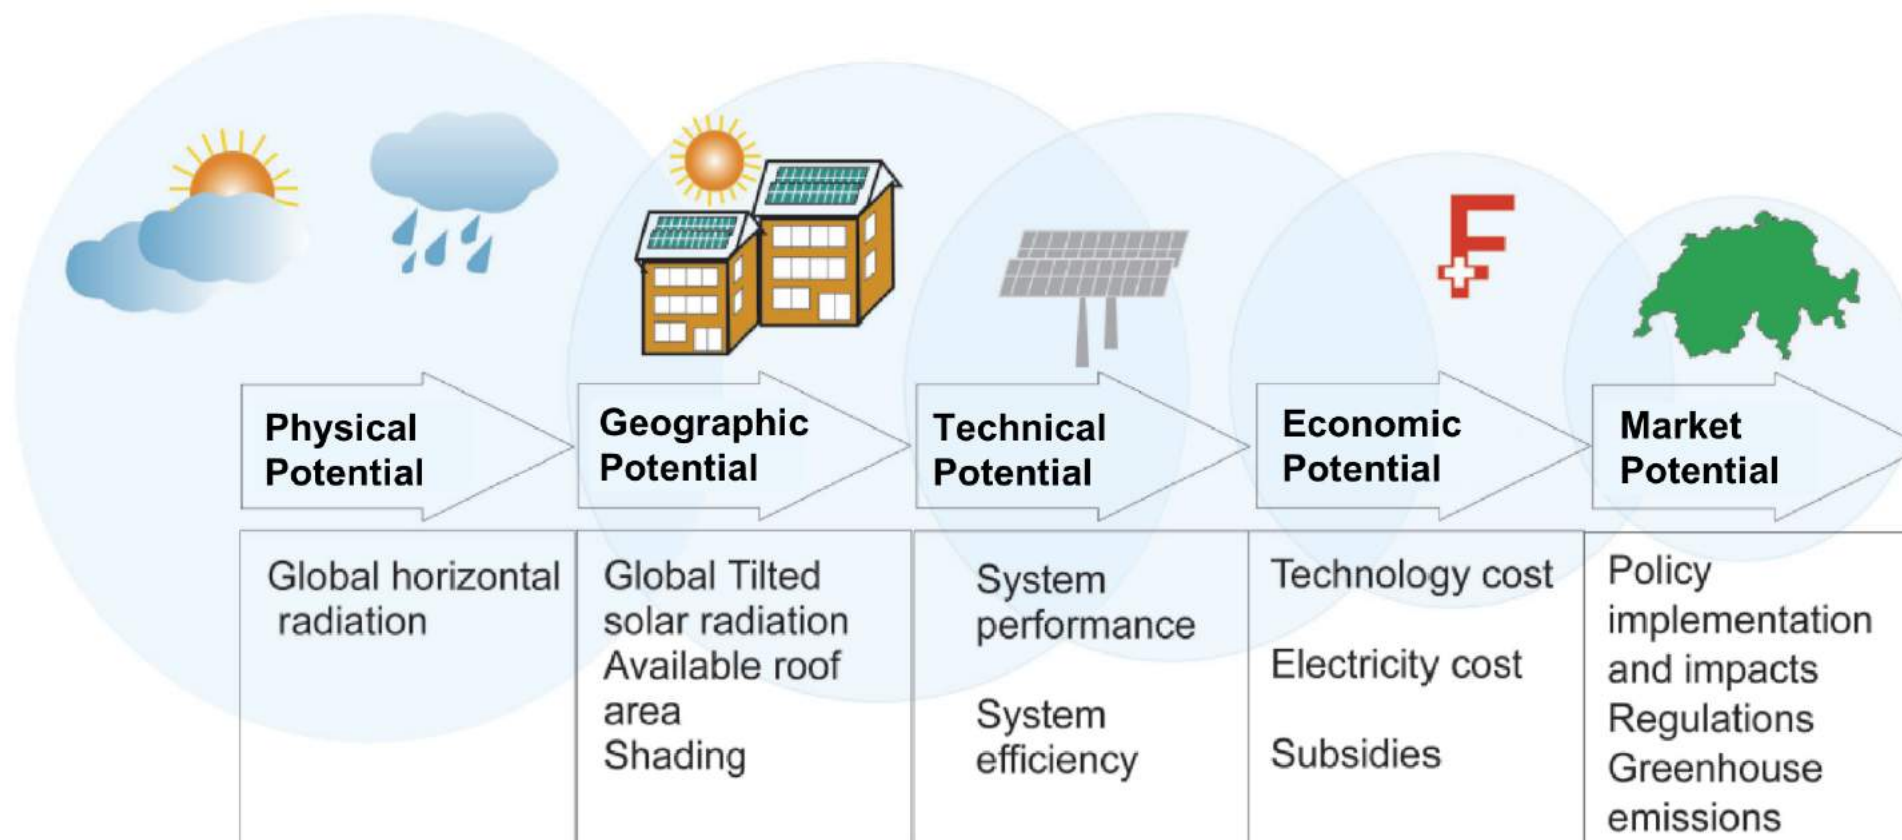 Physical
Potential
Geographic
Potential
Technical
Potential
Economic
Potential
Market
Potential
Global horizontal
radiation
Global Tilted
solar radiation
Available roof
area
Shading
System
performance
System
efficiency
Technology cost
Electricity cost
Subsidies
Policy
implementation
and impacts
Regulations
Greenhouse
emissions